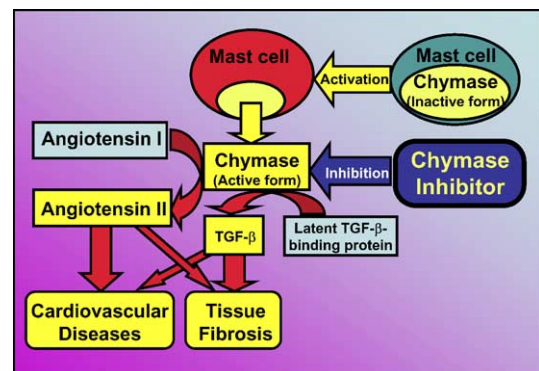 Mast cell
Activation
Mast cell
Chymase
(Inactive form)
Angiotensin I
Chymase
(Active form)
Inhibition
Chymase
Inhibitor
Angiotensin II
TGF-β
Latent TGF-β-
binding protein
Cardiovascular
Diseases
Tissue
Fibrosis